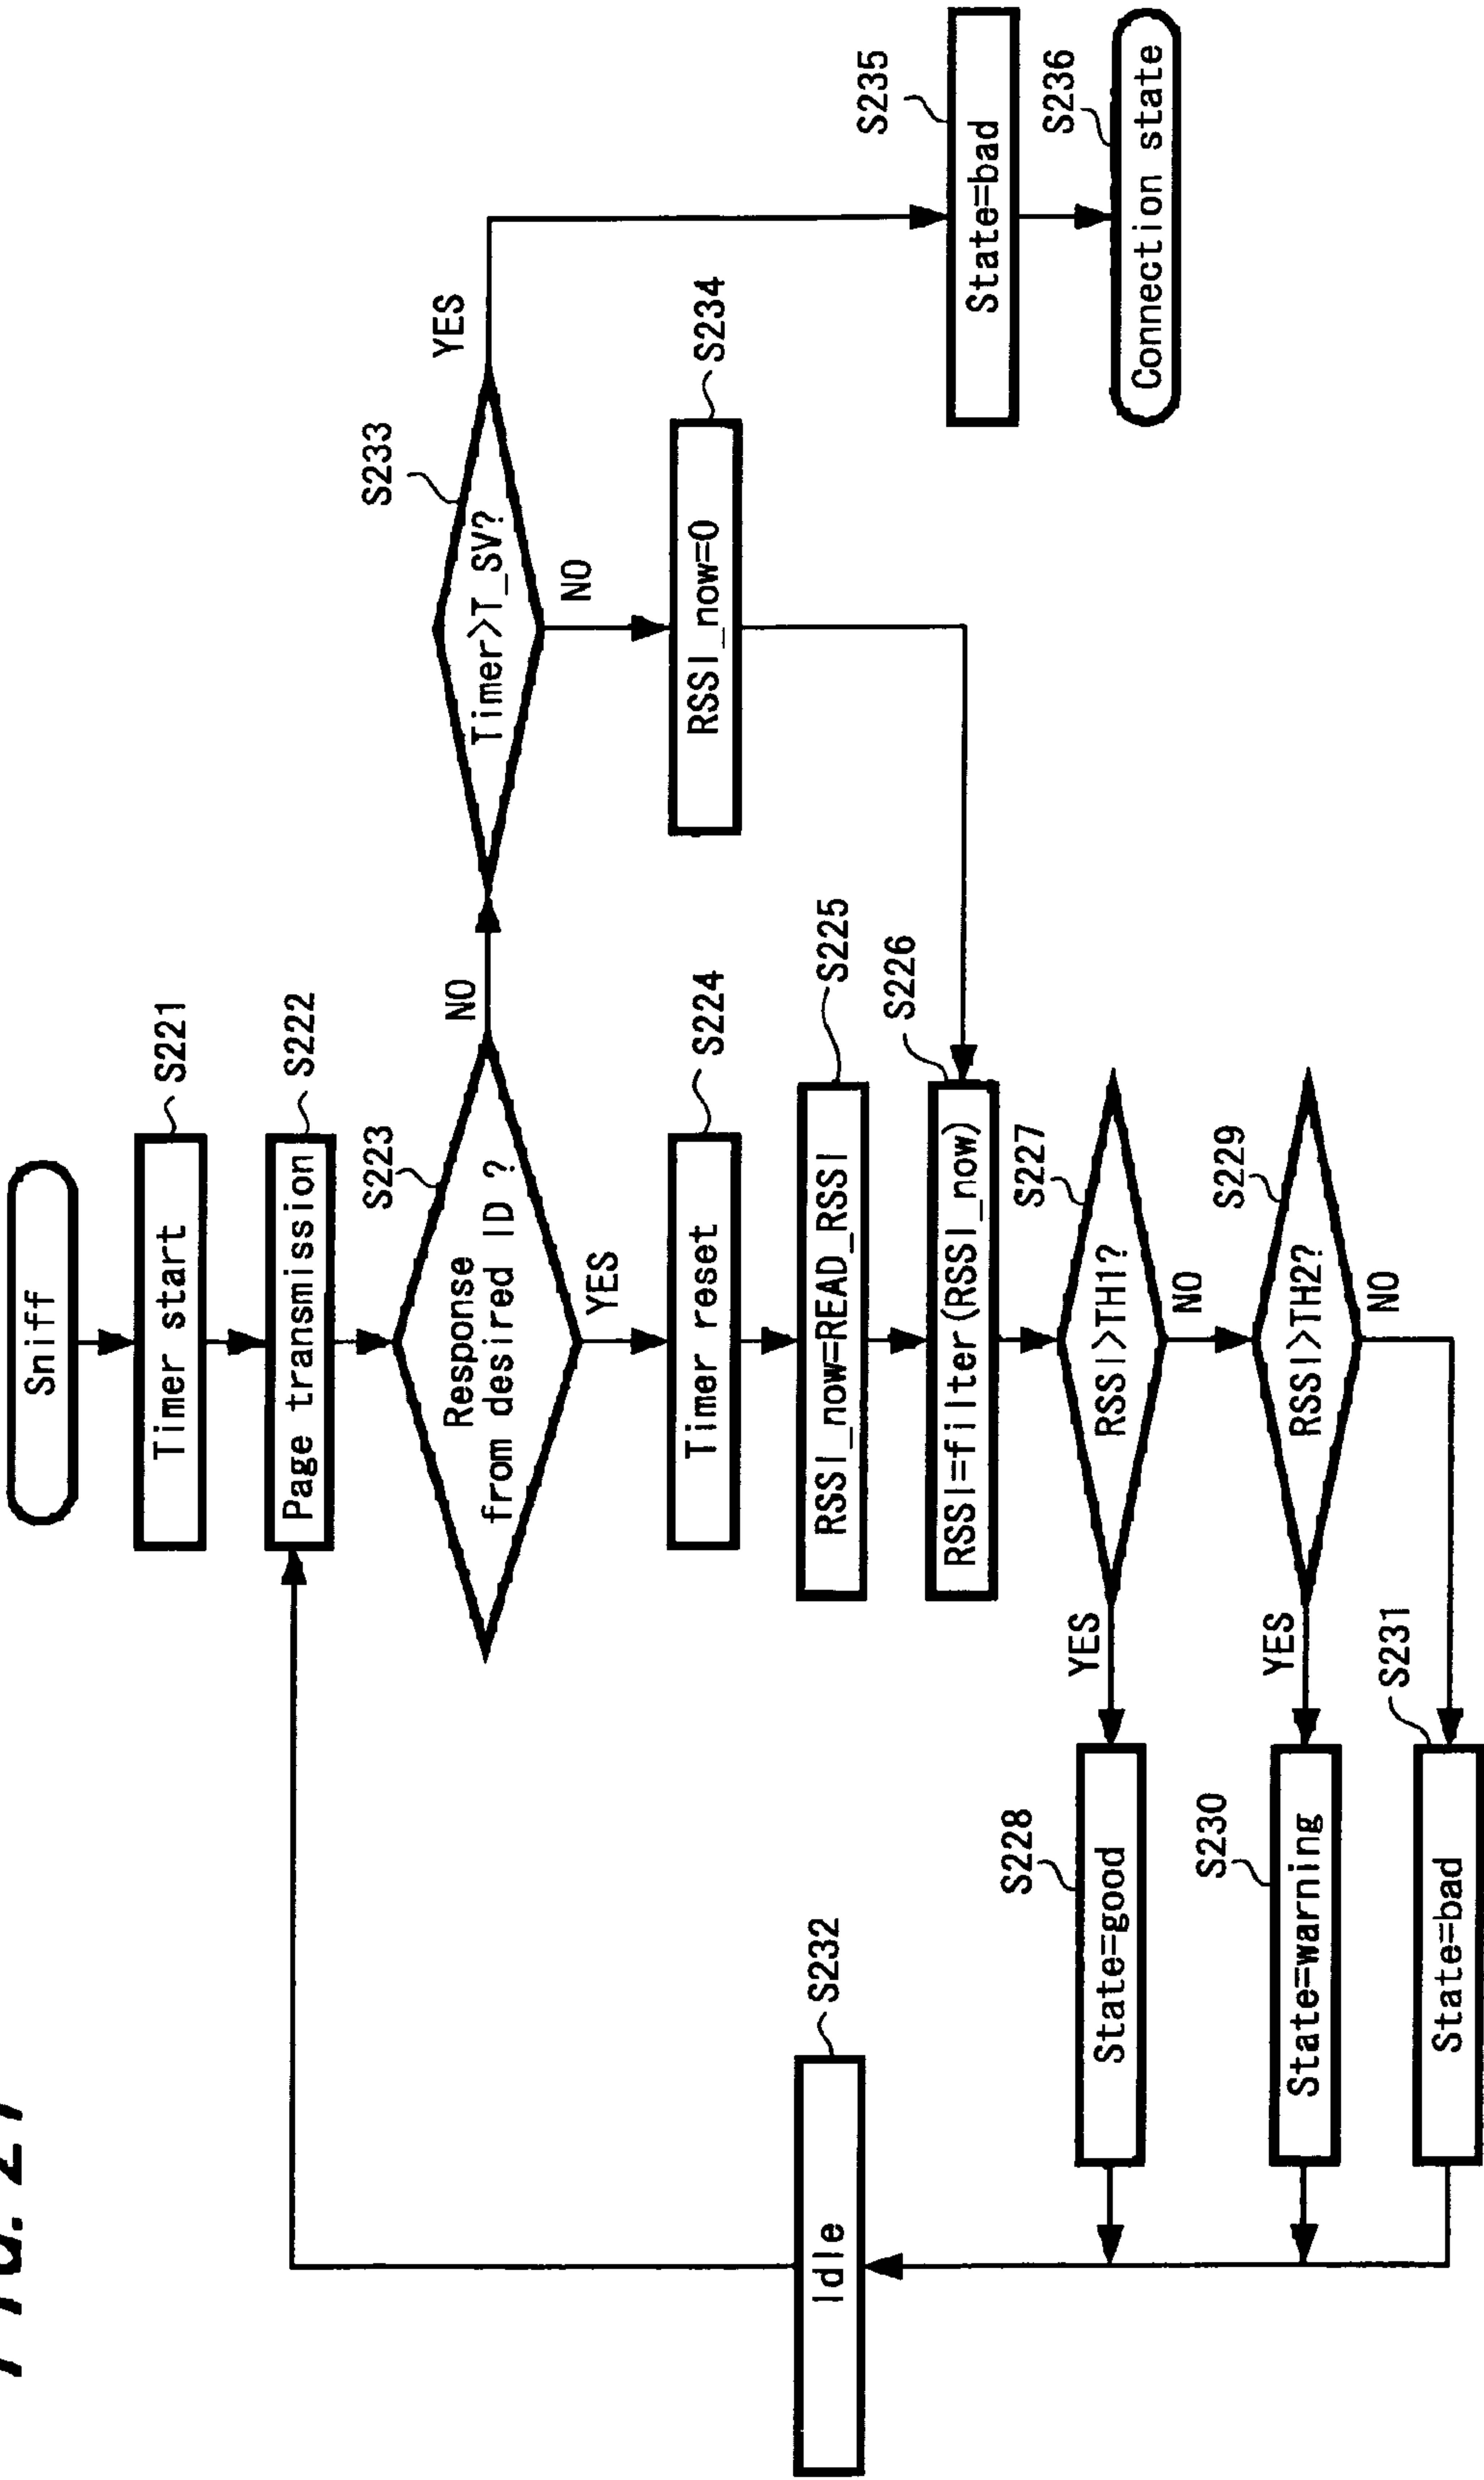 Sniff
S221
Timer start
S222
Page transmission
S223
Response
from desired ID ?
NO
YES
S233
Timer>T_SV?
YES
NO
S234
RSSI_now=0
S235
State=bad
S236
Connection state
S224
Timer reset
S225
RSSI_now=READ_RSSI
S226
RSSI=filter(RSSI_now)
S227
RSSI>TH1?
YES
NO
S228
State=good
S229
RSSI>TH2?
YES
NO
S230
State=warning
S231
State=bad
S232
Idle